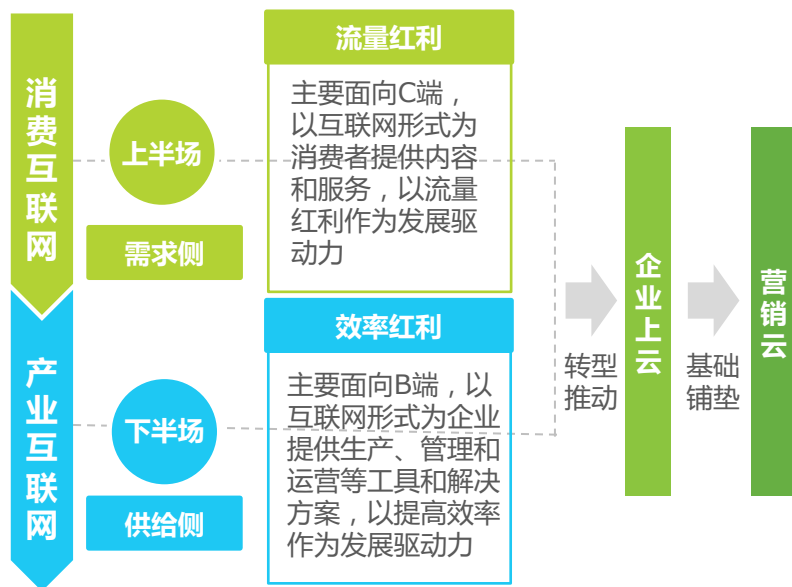 消费互联网
上半场
需求侧
流量红利
主要面向C端，
以互联网形式为
消费者提供内容
和服务，以流量
红利作为发展驱
动力
产业互联网
下半场
供给侧
效率红利
主要面向B端，以
互联网形式为企业
提供生产、管理和
运营等工具和解决
方案，以提高效率
作为发展驱动力
转型
推动
企业上云
基础
铺垫
营销云